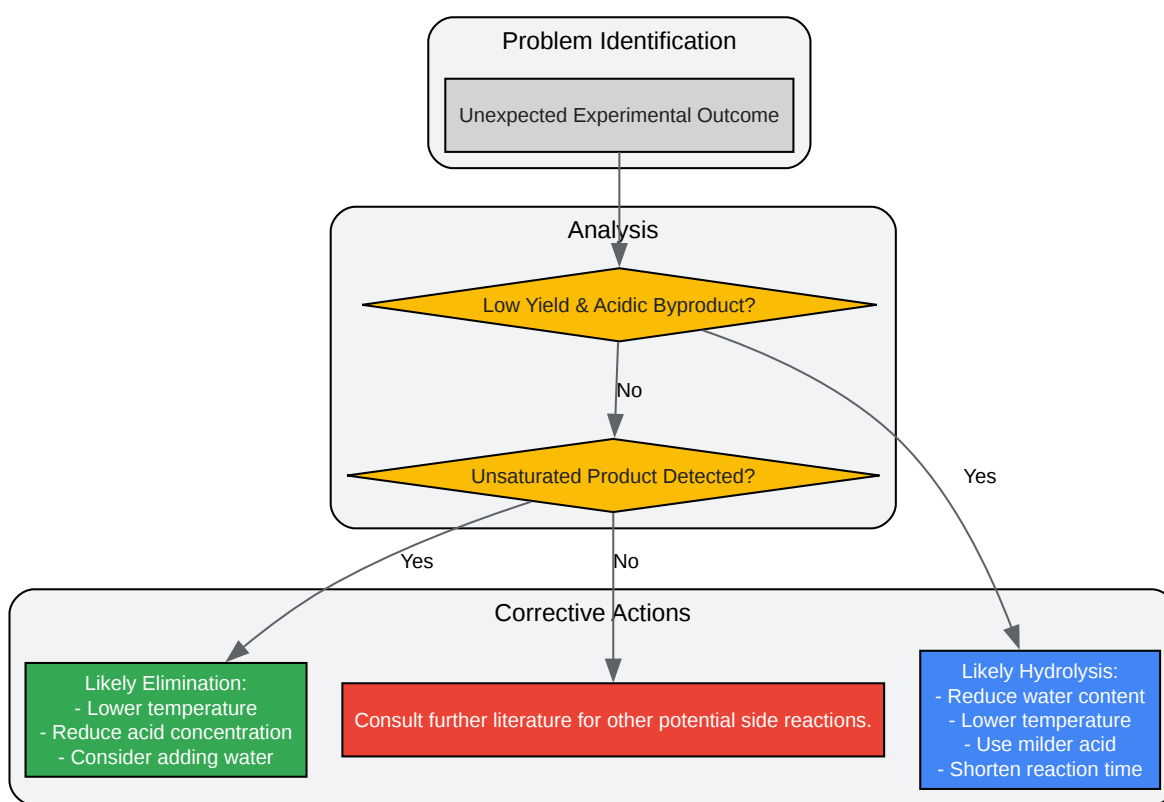 Problem Identification
Unexpected Experimental Outcome
Analysis
Low Yield & Acidic Byproduct?
No
Unsaturated Product Detected?
Yes
Yes
No
Corrective Actions
Likely Elimination:
- Lower temperature
- Reduce acid concentration
- Consider adding water
Consult further literature for other potential side reactions.
Likely Hydrolysis:
- Reduce water content
- Lower temperature
- Use milder acid
- Shorten reaction time